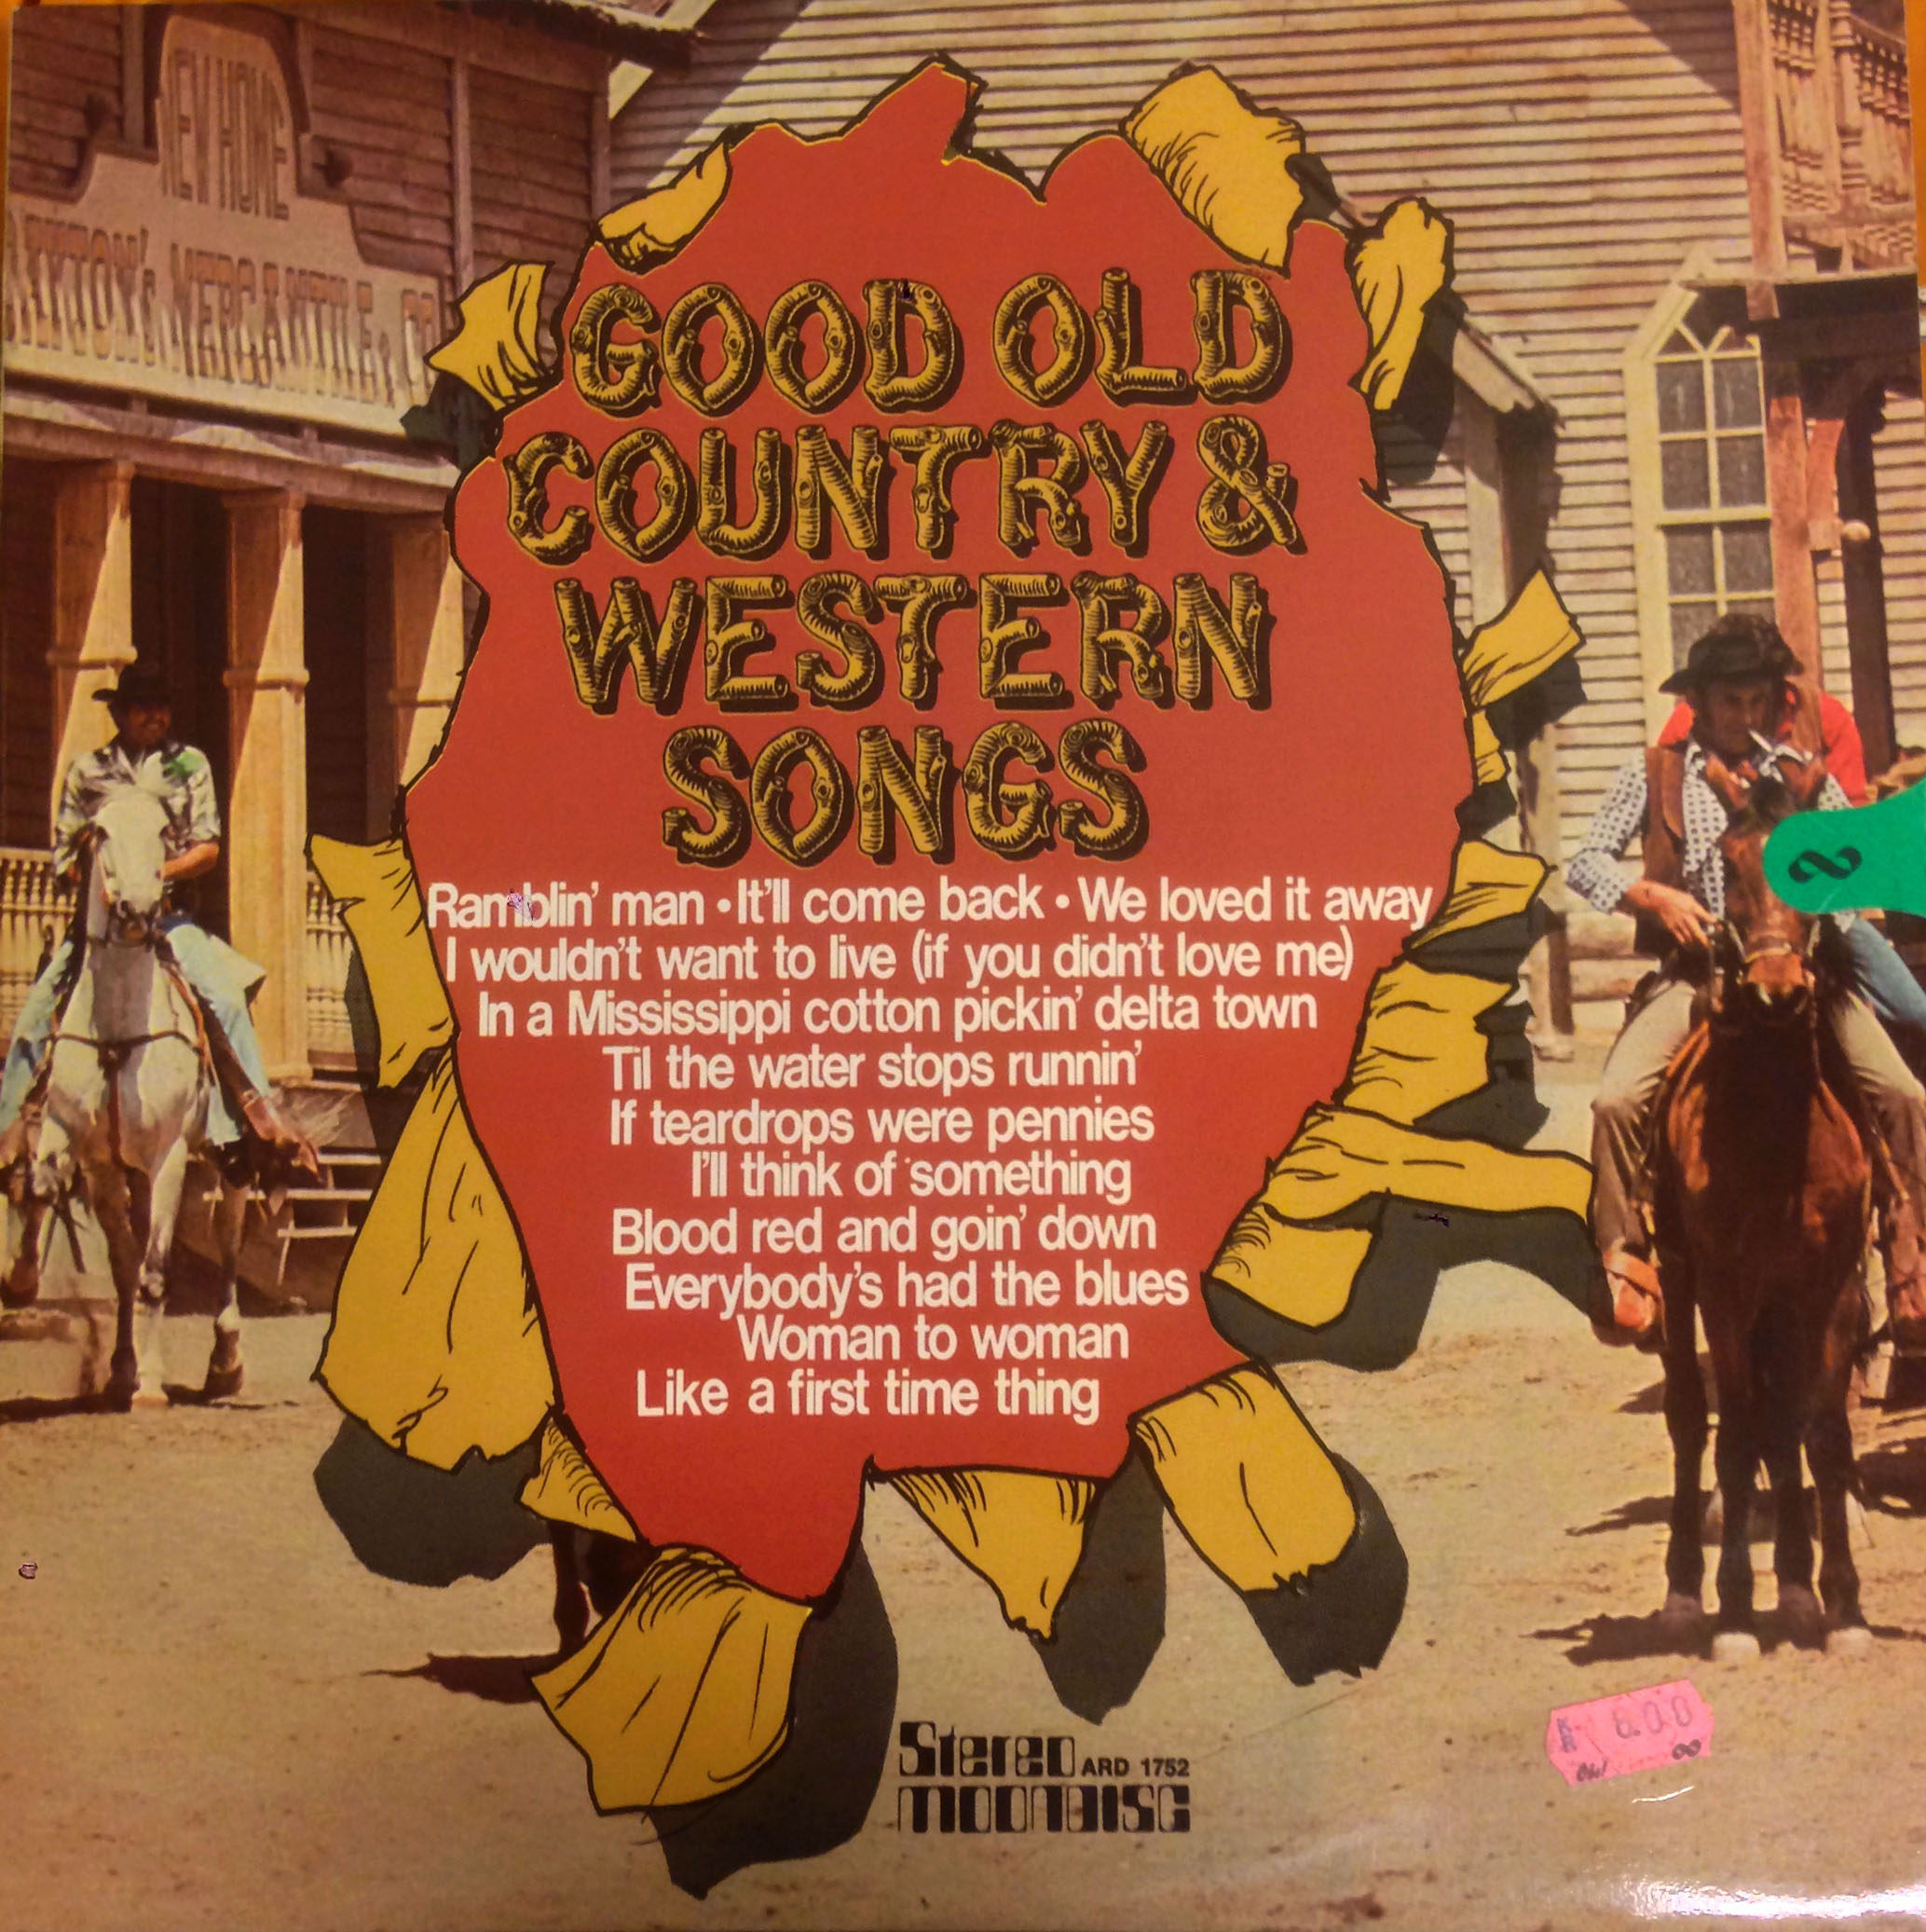 NEW HOME
MERCANTILE, CO
GOOD OLD
COUNTRY &
WESTERN
SONGS
Ramblin' man • It'll come back • We loved it away
I wouldn't want to live (if you didn't love me)
In a Mississippi cotton pickin' delta town
Til the water stops runnin'
If teardrops were pennies
I'll think of something
Blood red and goin' down
Everybody's had the blues
Woman to woman
Like a first time thing
Stereo ARD 1752
MOONDISC